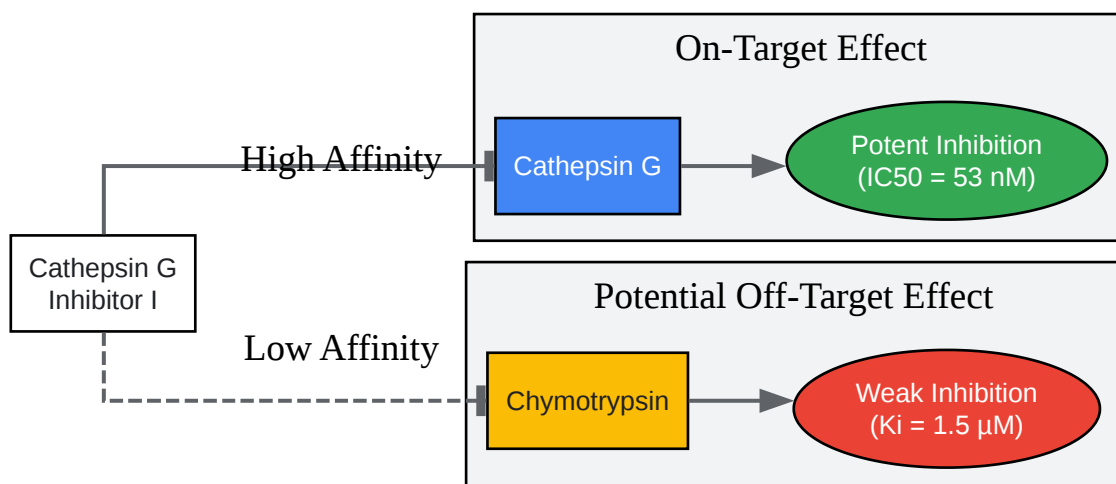 On-Target Effect
High Affinity
Cathepsin G
Potent Inhibition
(IC50 = 53 nM)
Cathepsin G
Inhibitor I
Potential Off-Target Effect
Low Affinity
Chymotrypsin
Weak Inhibition
(Ki = 1.5 µM)